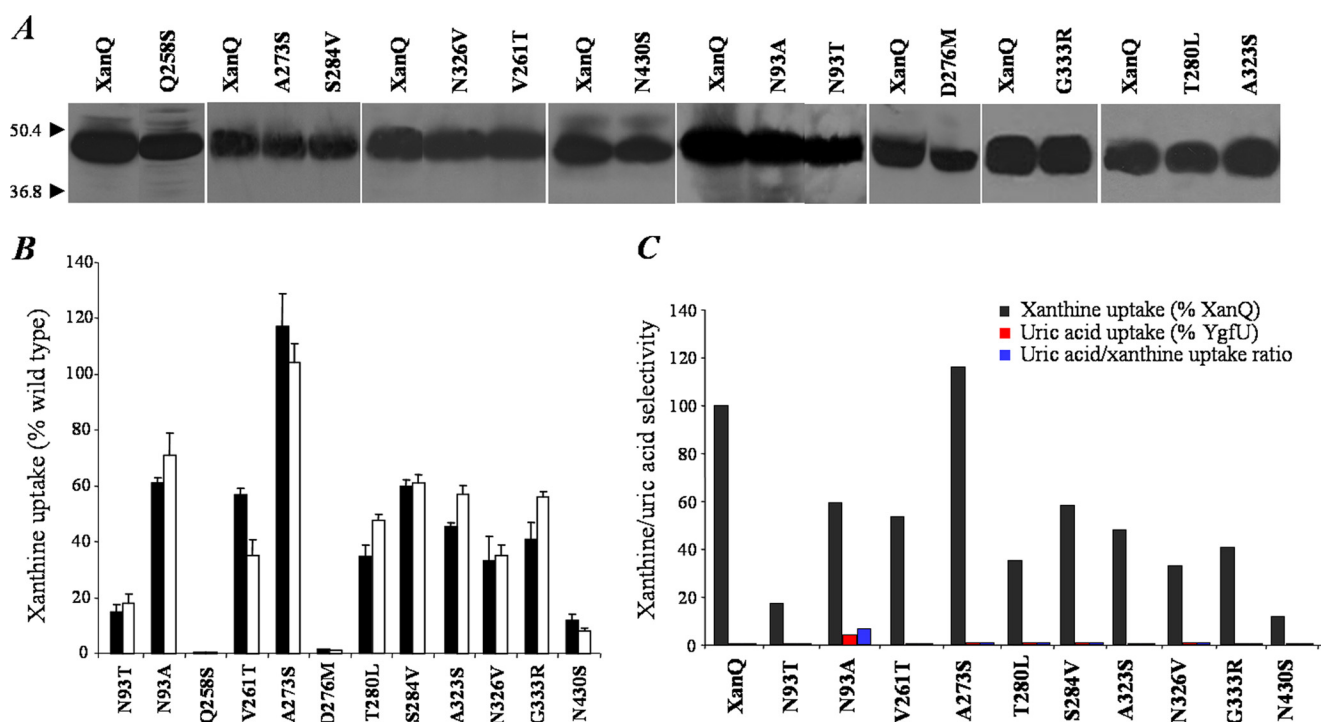 A
XanQ
Q258S
XanQ
A273S
S284V
XanQ
N326V
V261T
XanQ
N430S
XanQ
N93A
N93T
XanQ
D276M
XanQ
G333R
XanQ
T280L
A323S
50.4
36.8
B
Xanthine uptake (% wild type)
140
120
100
80
60
40
20
0
N93T
N93A
Q258S
V261T
A273S
D276M
T280L
S284V
A323S
N326V
G333R
N430S
C
Xanthine/uric acid selectivity
140
120
100
80
60
40
20
0
Xanthine uptake (% XanQ)
Uric acid uptake (% YgfU)
Uric acid/xanthine uptake ratio
XanQ
N93T
N93A
V261T
A273S
T280L
S284V
A323S
N326V
G333R
N430S